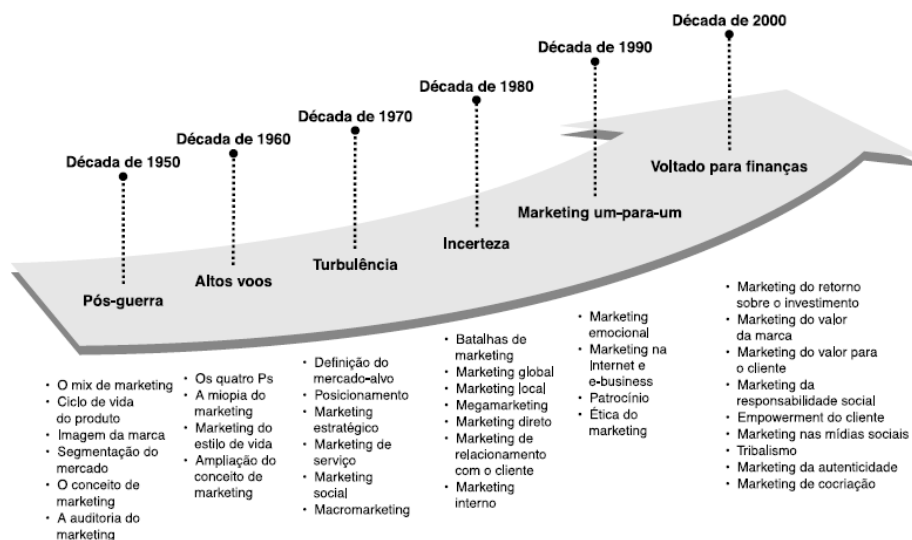 Década de 1950
Década de 1960
Década de 1970
Década de 1980
Década de 1990
Década de 2000
Pós-guerra
Altos voos
Turbulência
Incerteza
Marketing um-para-um
Voltado para finanças
• O mix de marketing
• Ciclo de vida
do produto
• Imagem da marca
• Segmentação do
mercado
• O conceito de
marketing
• A auditoria do
marketing
• Os quatro Ps
• A miopia do
marketing
• Marketing do
estilo de vida
• Ampliação do
conceito de
marketing
• Definição do
mercado-alvo
• Posicionamento
• Marketing
estratégico
• Marketing de
serviço
• Marketing
social
• Macromarketing
• Batalhas de
marketing
• Marketing global
• Marketing local
• Megamarketing
• Marketing direto
• Marketing de
relacionamento
com o cliente
• Marketing
interno
• Marketing
emocional
• Marketing na
Internet e
e-business
• Patrocínio
• Ética do
marketing
• Marketing do retorno
sobre o investimento
• Marketing do valor
da marca
• Marketing do valor para
o cliente
• Marketing da
responsabilidade social
• Empowerment do cliente
• Marketing nas mídias sociais
• Tribalismo
• Marketing da autenticidade
• Marketing de cocriação